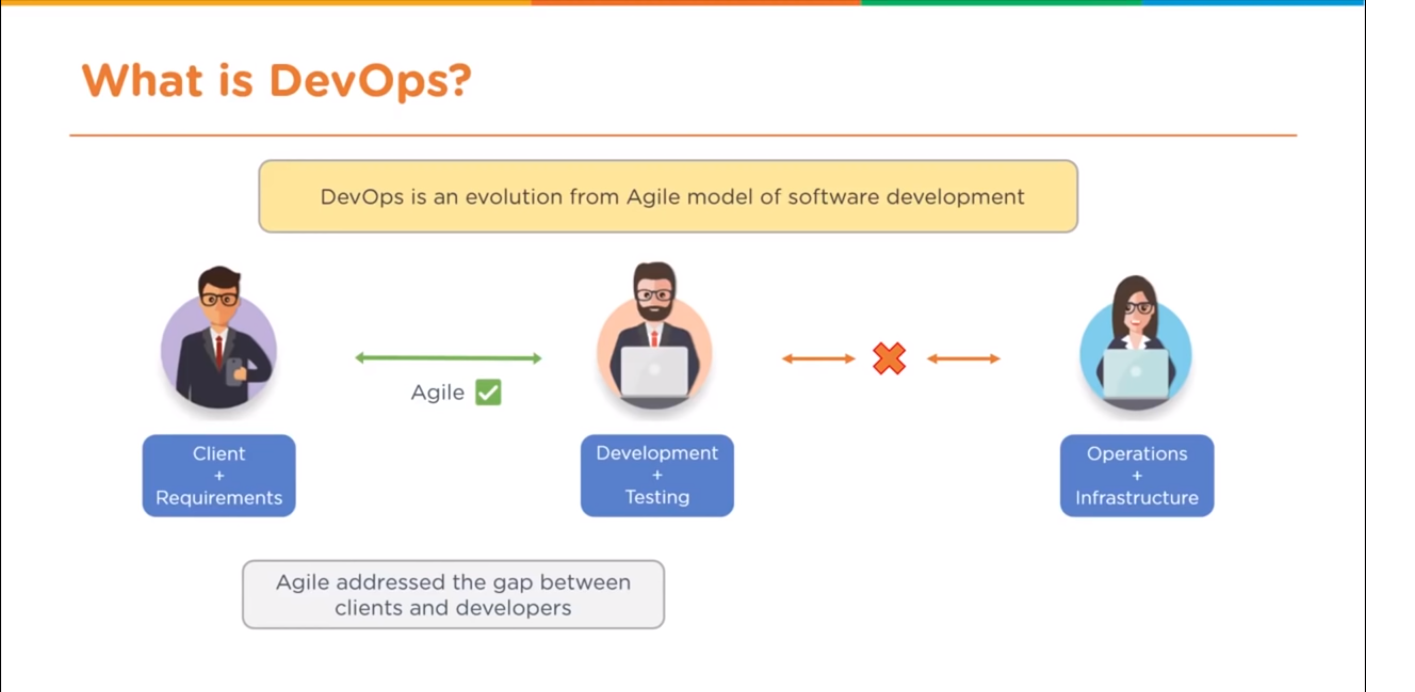 What is DevOps?
DevOps is an evolution from Agile model of software development
Agile ✅
Client
+
Requirements
Development
+
Testing
Operations
+
Infrastructure
Agile addressed the gap between
clients and developers